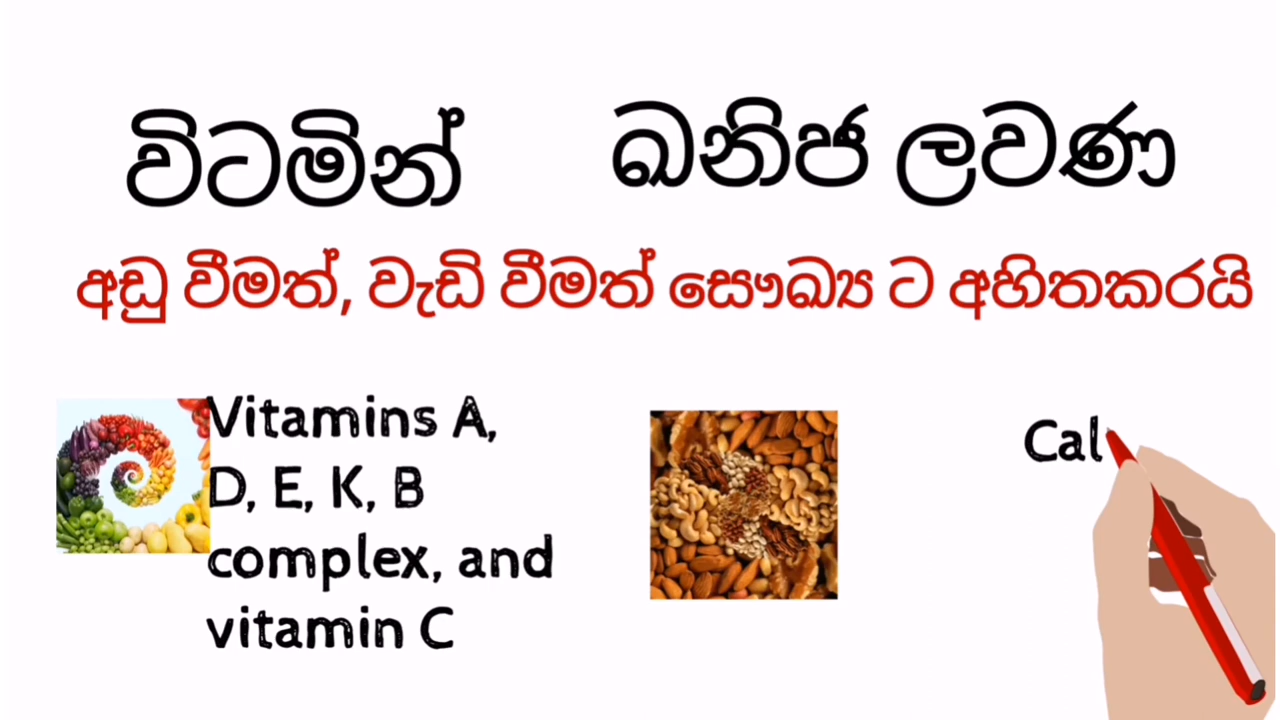 විටමින්
ඛනිජ ලවණ
අඩු වීමත්, වැඩි වීමත් සෞඛ්‍ය ට අහිතකරයි
Vitamins A,
D, E, K, B
complex, and
vitamin C
Cal